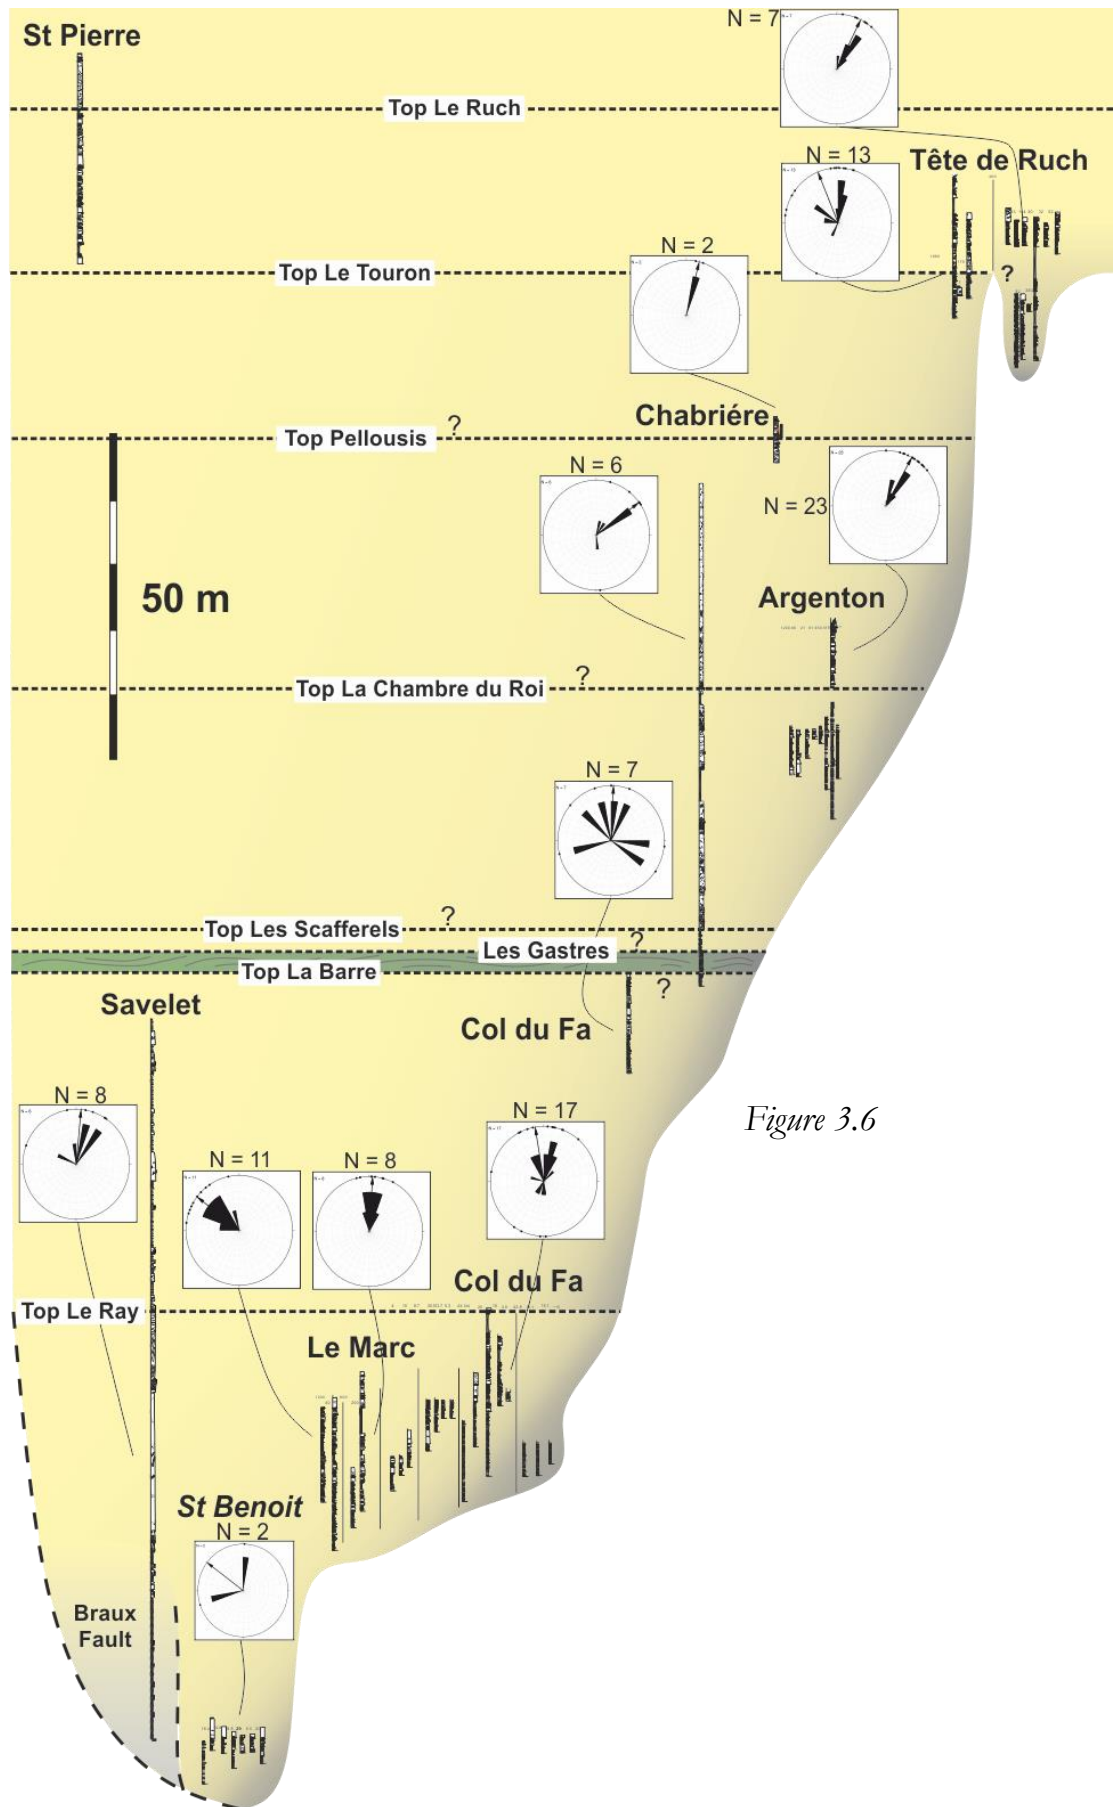 N = 7
St Pierre
Top Le Ruch
N = 13
Tête de Ruch
N = 2
Top Le Touron
?
Chabriére
?
Top Pellousis
N = 6
N = 23
50 m
Argenton
?
Top La Chambre du Roi
N = 7
?
Top Les Scafferels
Les Gastres ?
Top La Barre
?
Savelet
Col du Fa
N = 8
N = 17
Figure 3.6
N = 11
N = 8
Col du Fa
Top Le Ray
Le Marc
St Benoit
N = 2
Braux
Fault